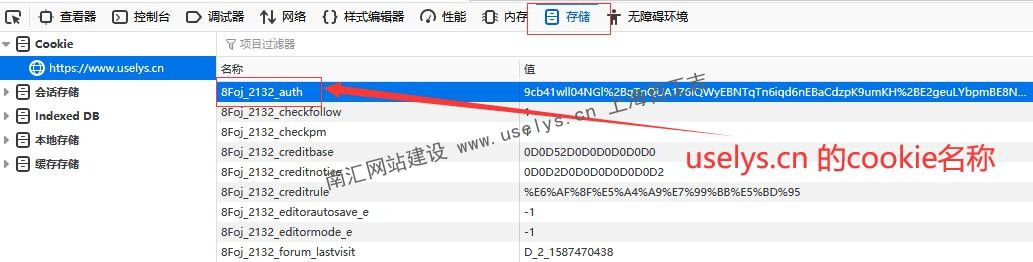 查看器 控制台 调试器 网络 样式编辑器 性能 内存 存储 无障碍环境
Cookie
项目过滤器
https://www.uselys.cn
名称 值
会话存储
8Foj_2132_auth
Indexed DB
8Foj_2132_checkfollow
本地存储
8Foj_2132_checkpm
缓存存储
8Foj_2132_creditbase 0D0D52D0D0D0D0D0D0
8Foj_2132_creditnotice 0D0D2D0D0D0D0D0D2
8Foj_2132_creditrule %E6%AF%8F%E5%A4%A9%E7%99%BB%E5%BD%95
8Foj_2132_editorautosave_e -1
8Foj_2132_editormode_e -1
8Foj_2132_forum_lastvisit D_2_1587470438
uselys.cn 的cookie名称
南汇网站建设 www.uselys.cn 上海